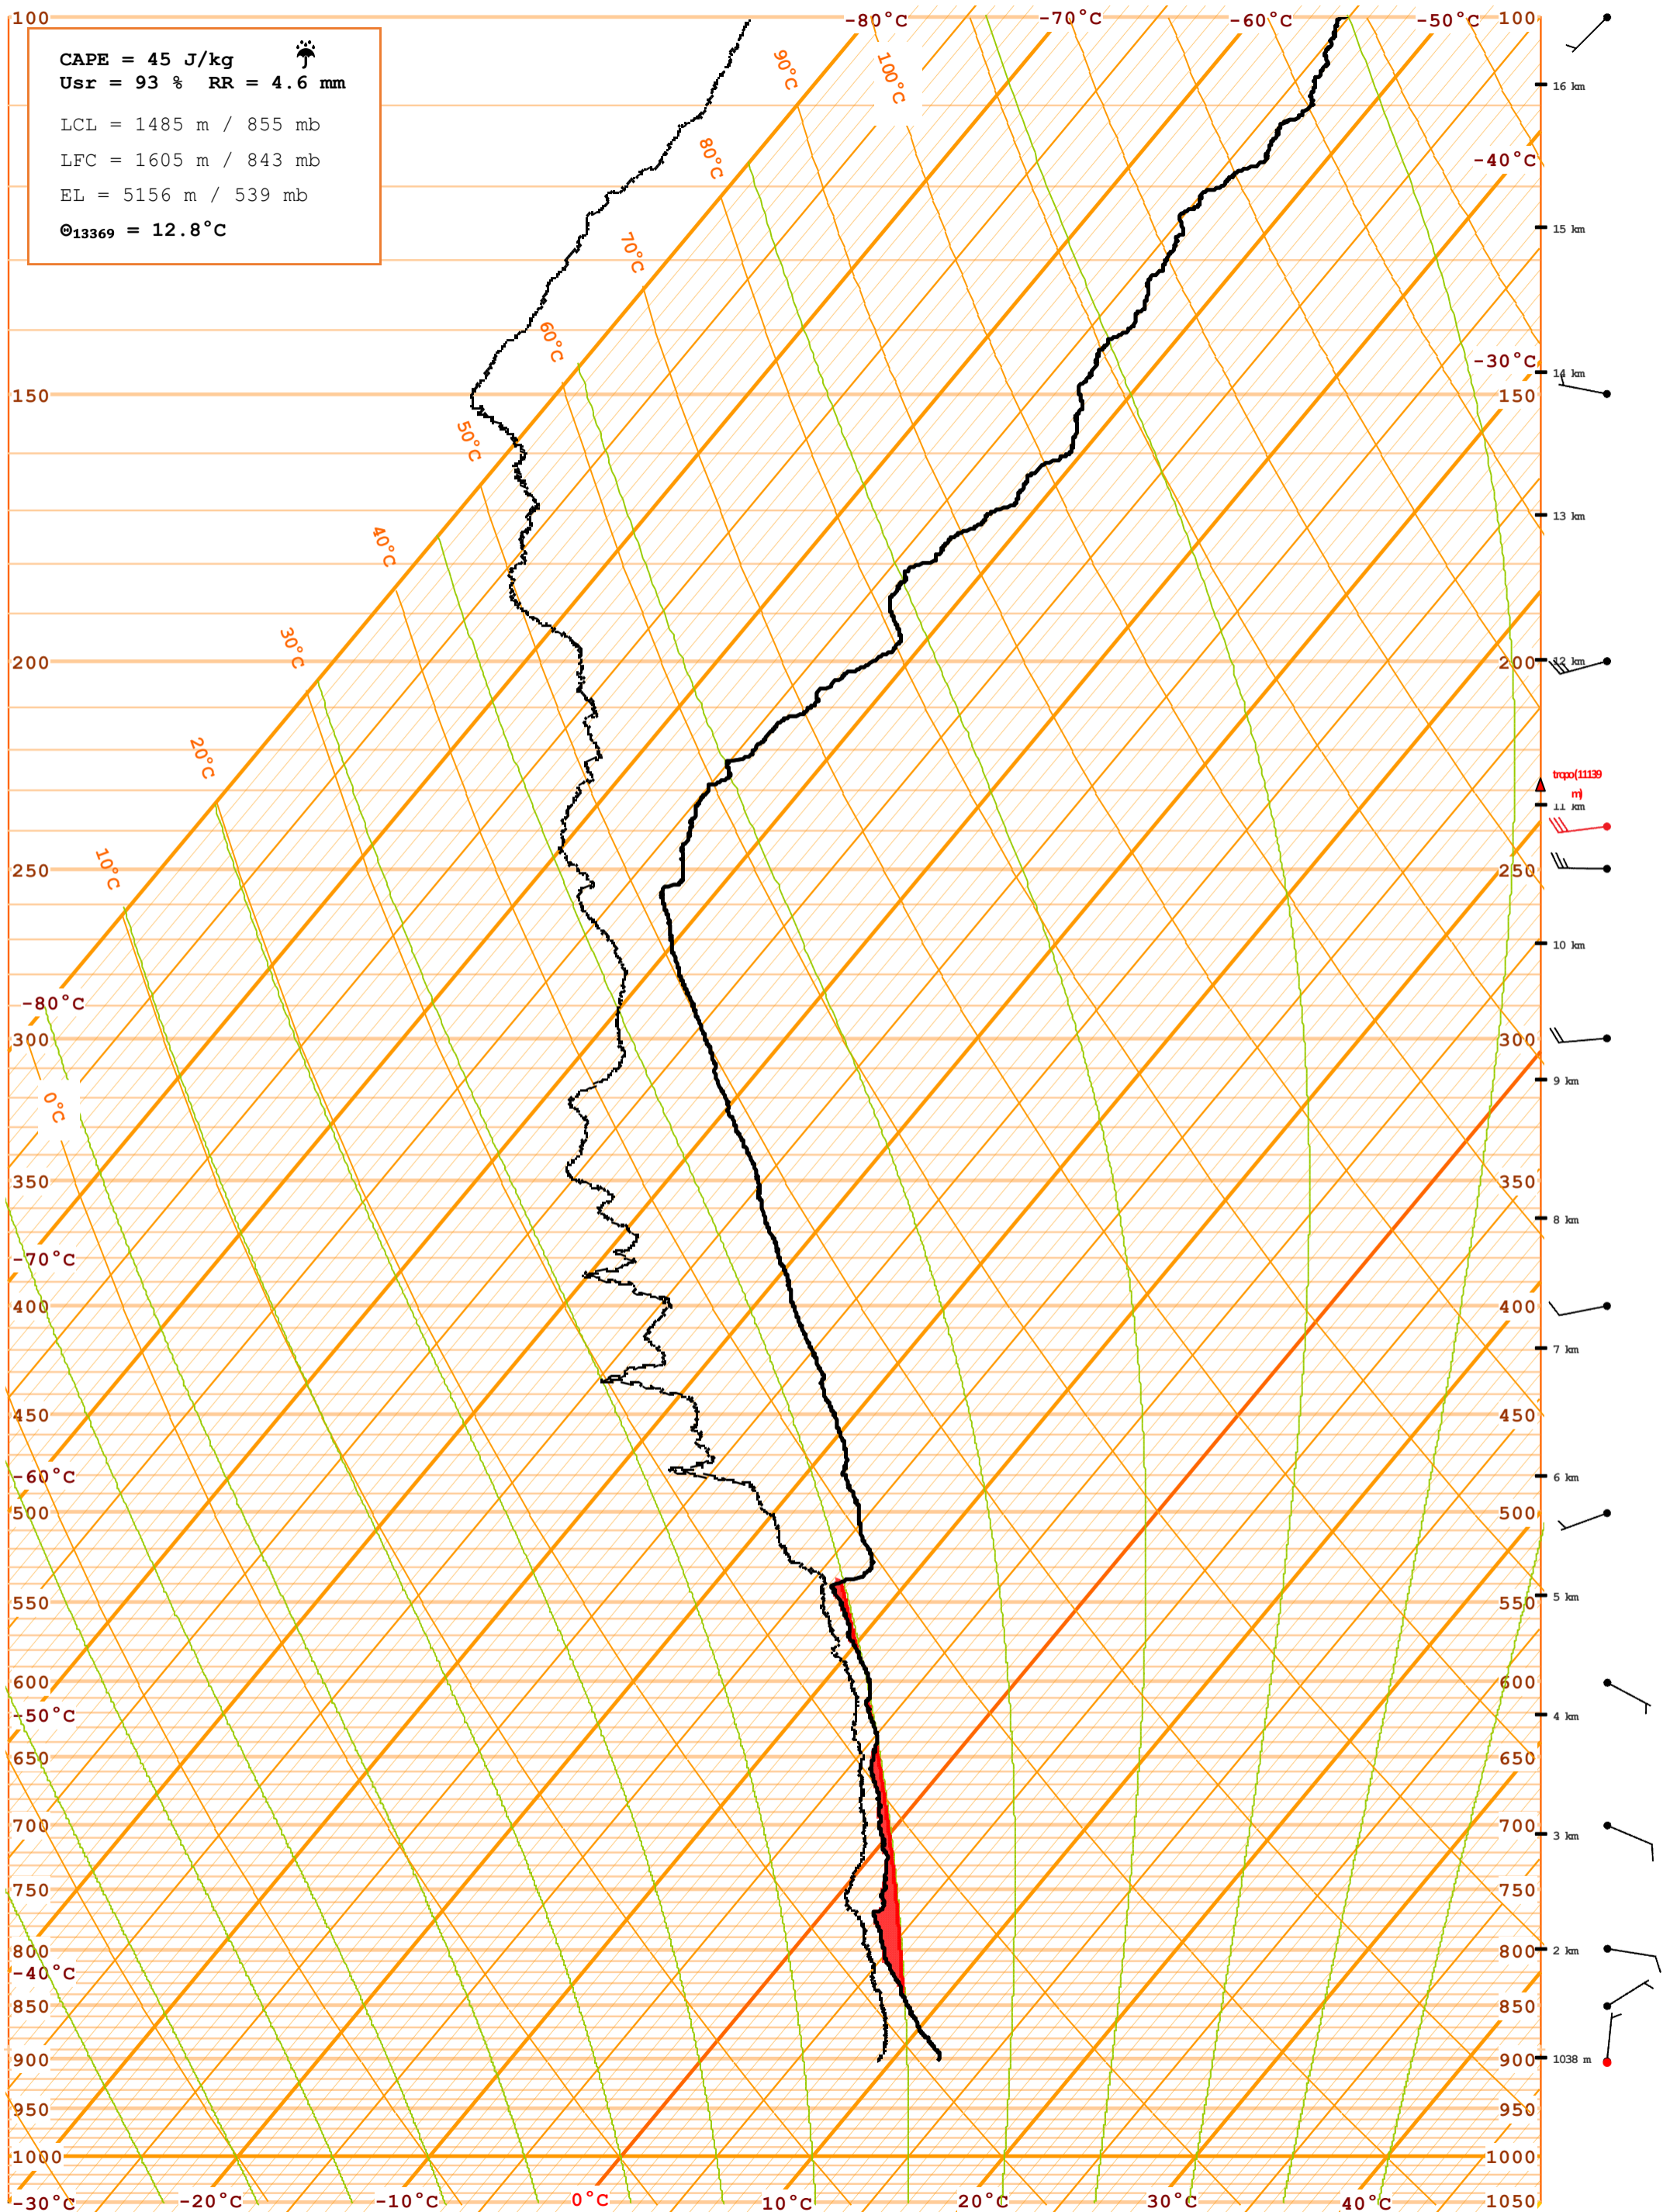 100 -80°C -70°C -60°C -50°C 100
CAPE = 45 J/kg
Usr = 93 % RR = 4.6 mm
LCL = 1485 m / 855 mb
LFC = 1605 m / 843 mb
EL = 5156 m / 539 mb
Θ13369 = 12.8°C
90°C 100°C
16 km
80°C
-40°C
15 km
70°C
60°C
-30°C
14 km
150 150
50°C
13 km
40°C
30°C
200 200 12 km
20°C
tropo(11139
m)
11 km
10°C
250 250
10 km
-80°C
300 300
9 km
0°C
350 350
8 km
-70°C
400 400
7 km
450 450
-60°C 6 km
500 500
550 550 5 km
600 600
-50°C 4 km
650 650
700 700
3 km
750 750
800 800 2 km
-40°C
850 850
900 900 1038 m
950 950
1000 1000
-30°C -20°C -10°C 0°C 10°C 20°C 30°C 40°C 1050